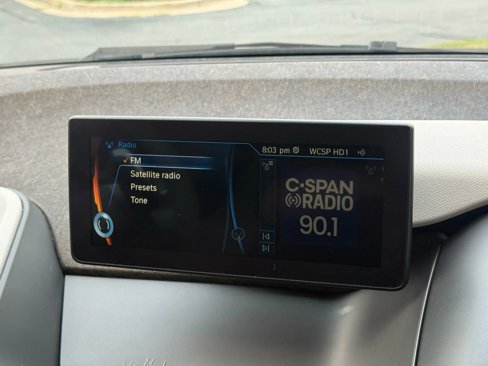 Radio
8:03 pm
WCSP HD1
FM
Satellite radio
Presets
Tone
C-SPAN
RADIO
90.1